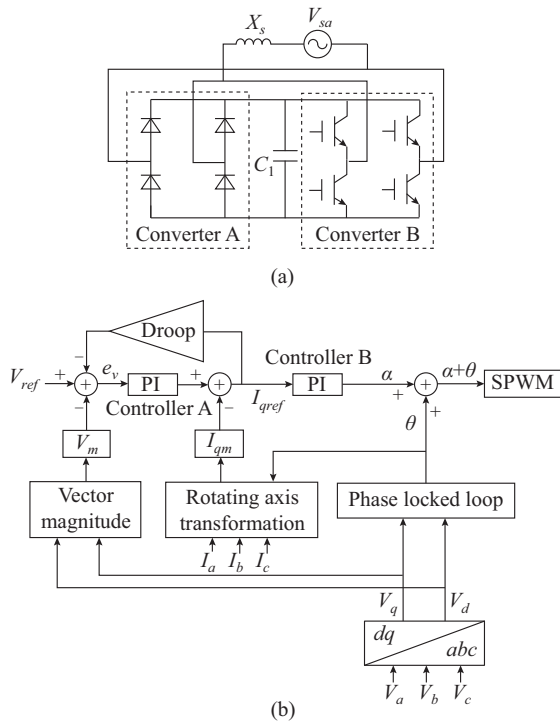 X_s
V_sa
C_1
Converter A
Converter B
(a)
Droop
−
V_ref
+
+
e_v
PI
Controller A
+
+
I_qref
Controller B
PI
α
+
+
α+θ
SPWM
−
−
+
θ
V_m
I_qm
Vector
magnitude
Rotating axis
transformation
Phase locked loop
I_a I_b I_c
V_q V_d
dq
abc
V_a V_b V_c
(b)